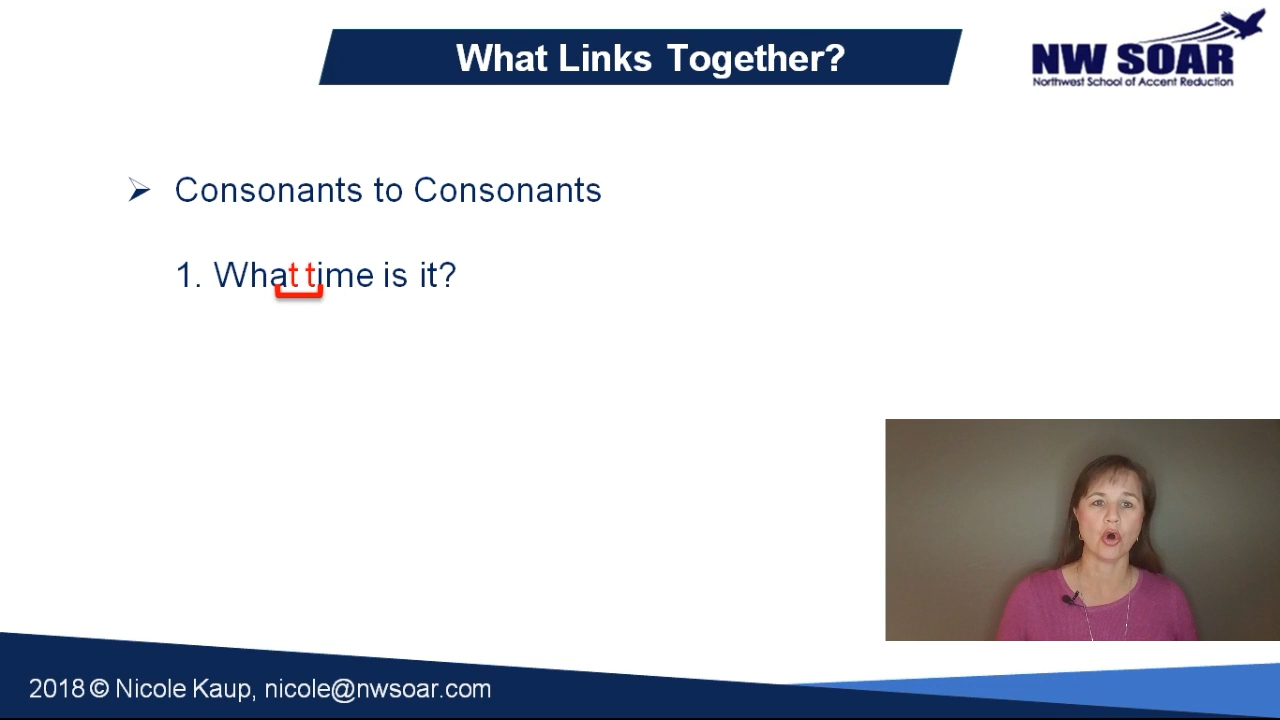 What Links Together?
NW SOAR
Northwest School of Accent Reduction
➢ Consonants to Consonants
1. What time is it?
2018 © Nicole Kaup, nicole@nwsoar.com